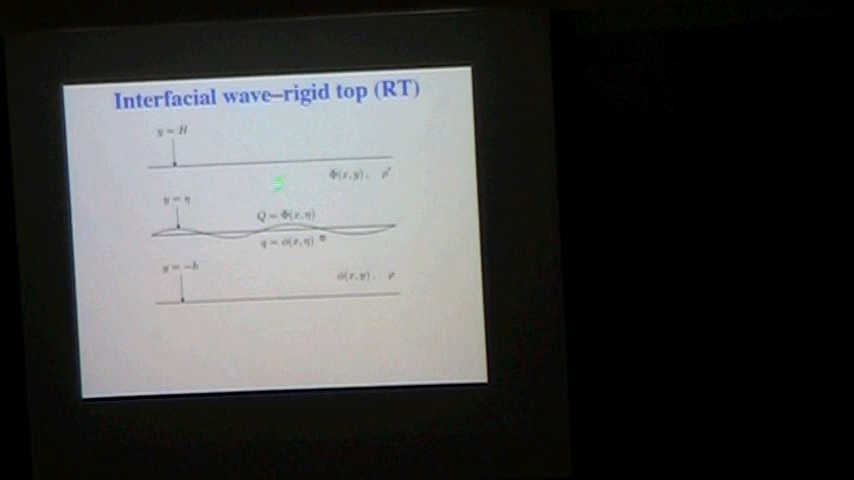 Interfacial wave–rigid top (RT)
y = H
Φ(x, y), ρ′
y = η
Q = Φ(x, η)
q = φ(x, η)
y = −h
φ(x, y), ρ